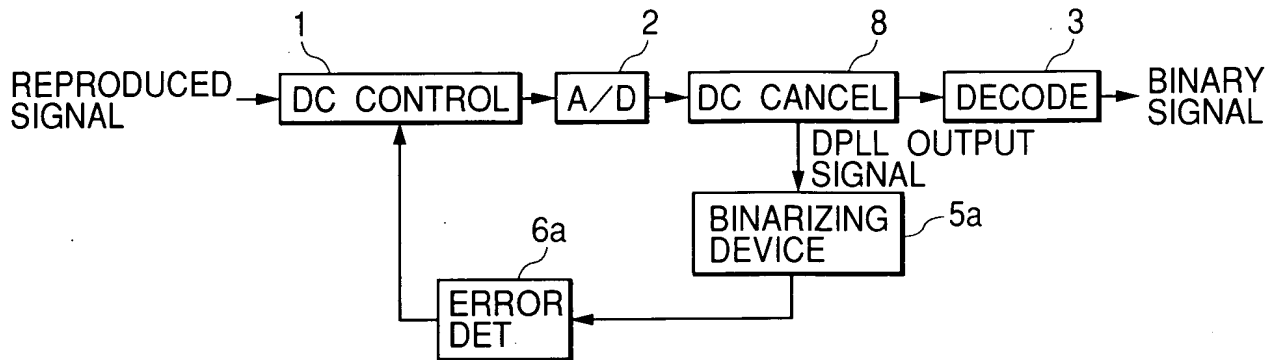 1
2
8
3
REPRODUCED
SIGNAL
DC CONTROL
A/D
DC CANCEL
DECODE
BINARY
SIGNAL
DPLL OUTPUT
SIGNAL
BINARIZING
DEVICE
5a
6a
ERROR
DET